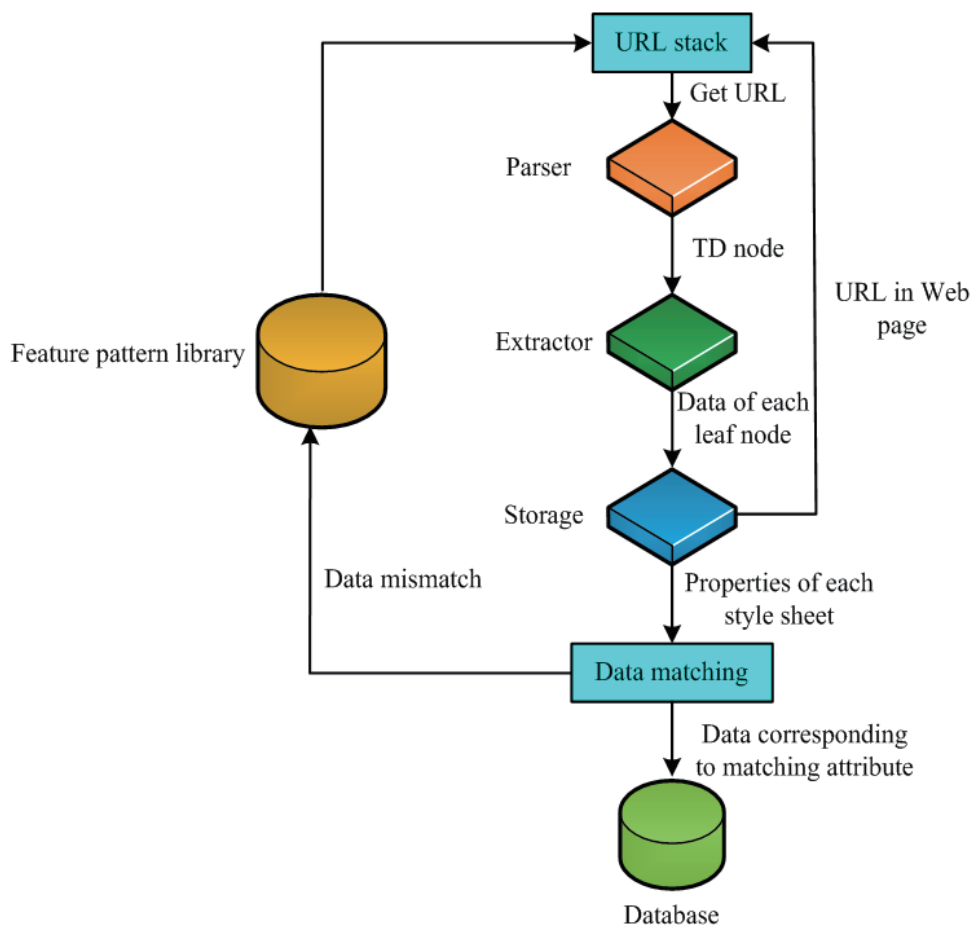 URL stack
Get URL
Parser
TD node
URL in Web
page
Extractor
Feature pattern library
Data of each
leaf node
Storage
Data mismatch
Properties of each
style sheet
Data matching
Data corresponding
to matching attribute
Database